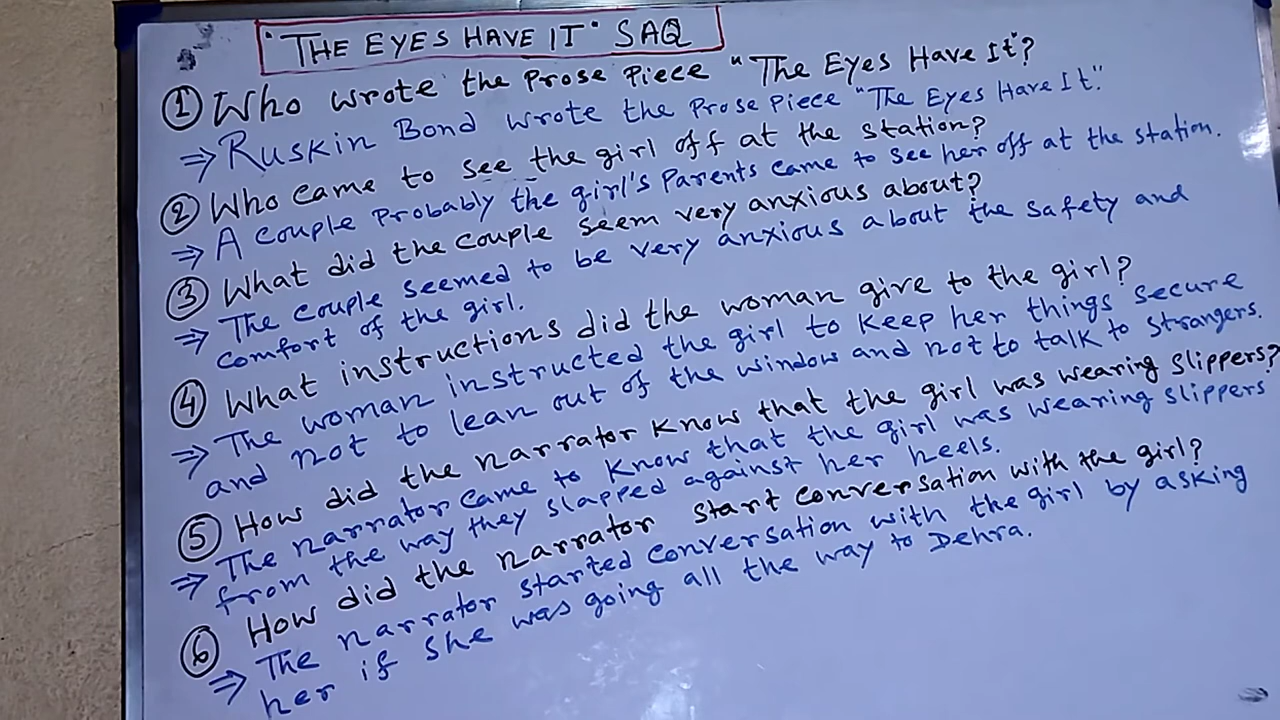 "THE EYES HAVE IT" SAQ
① Who wrote the Prose Piece "The Eyes Have It"?
⇒ Ruskin Bond wrote the Prose Piece "The Eyes Have It".
② Who came to see the girl off at the station?
⇒ A couple Probably the girl's Parents came to see her off at the station.
③ What did the couple seem very anxious about?
⇒ The couple seemed to be very anxious about the safety and
comfort of the girl.
④ What instructions did the woman give to the girl?
⇒ The woman instructed the girl to keep her things secure
and not to lean out of the window and not to talk to strangers.
⑤ How did the narrator know that the girl was wearing slippers?
⇒ The narrator came to know that the girl was wearing slippers
from the way they slapped against her heels.
⑥ How did the narrator start conversation with the girl?
⇒ The narrator started conversation with the girl by asking
her if she was going all the way to Dehra.